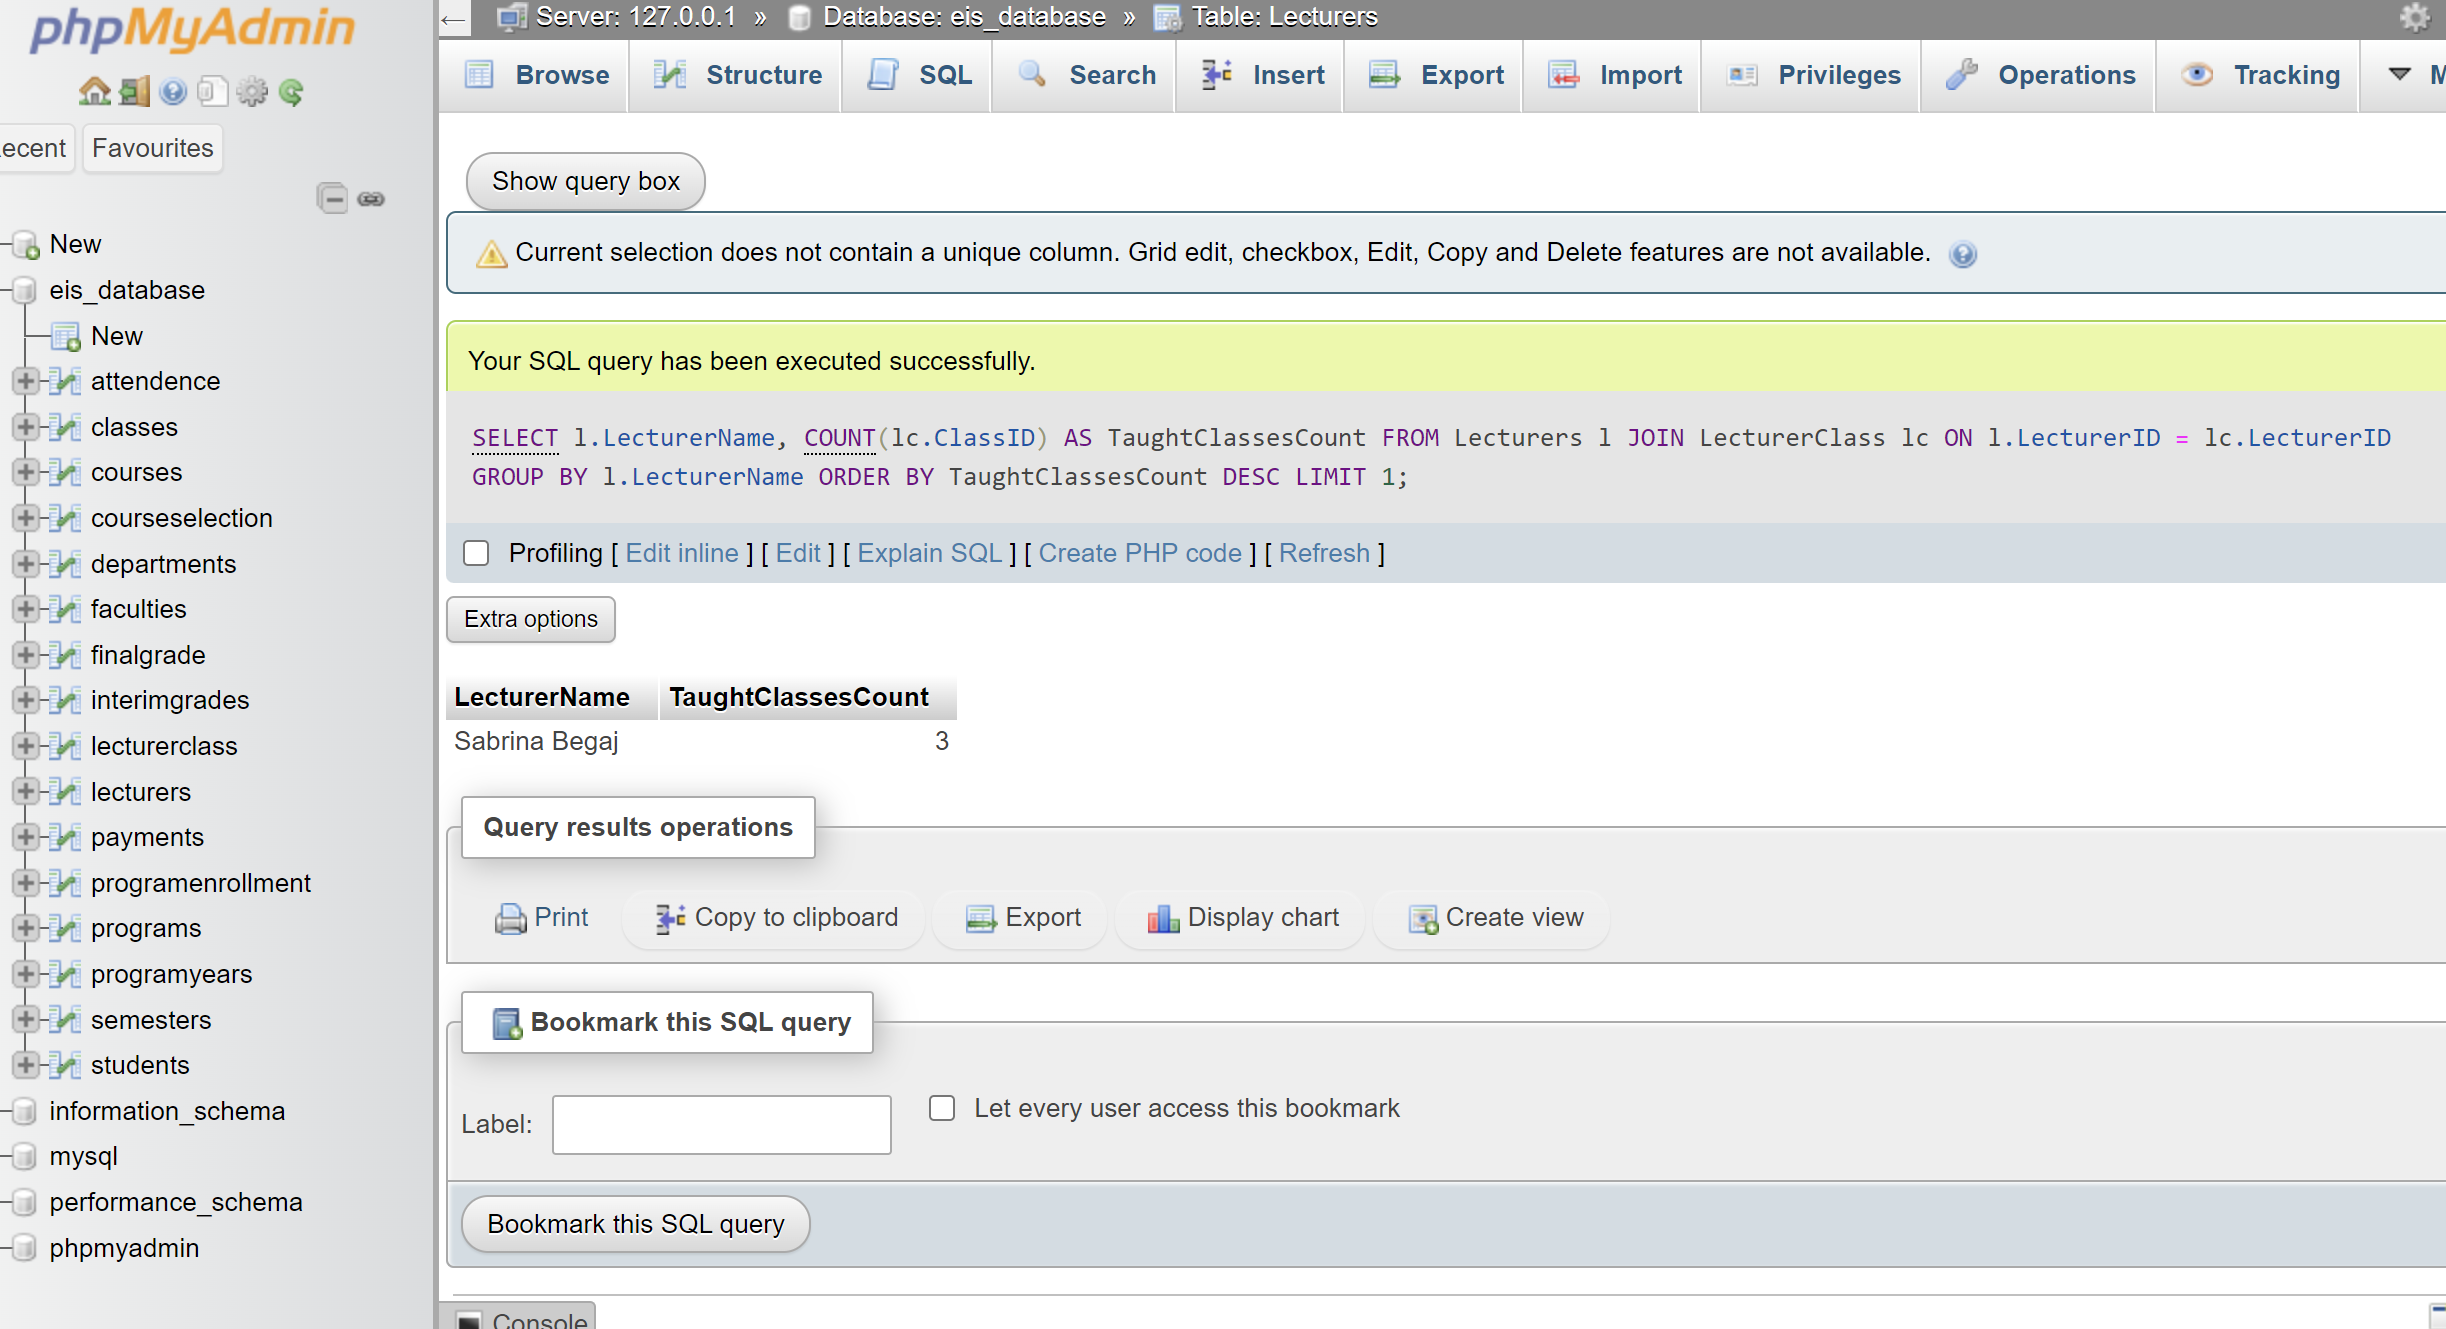 phpMyAdmin
Recent Favourites
New
eis_database
New
attendence
classes
courses
courseselection
departments
faculties
finalgrade
interimgrades
lecturerclass
lecturers
payments
programenrollment
programs
programyears
semesters
students
information_schema
mysql
performance_schema
phpmyadmin
Server: 127.0.0.1 » Database: eis_database » Table: Lecturers
Browse Structure SQL Search Insert Export Import Privileges Operations Tracking
Show query box
Current selection does not contain a unique column. Grid edit, checkbox, Edit, Copy and Delete features are not available.
Your SQL query has been executed successfully.
SELECT l.LecturerName, COUNT(lc.ClassID) AS TaughtClassesCount FROM Lecturers l JOIN LecturerClass lc ON l.LecturerID = lc.LecturerID
GROUP BY l.LecturerName ORDER BY TaughtClassesCount DESC LIMIT 1;
Profiling [ Edit inline ] [ Edit ] [ Explain SQL ] [ Create PHP code ] [ Refresh ]
Extra options
LecturerName TaughtClassesCount
Sabrina Begaj 3
Query results operations
Print Copy to clipboard Export Display chart Create view
Bookmark this SQL query
Label: Let every user access this bookmark
Bookmark this SQL query
Console